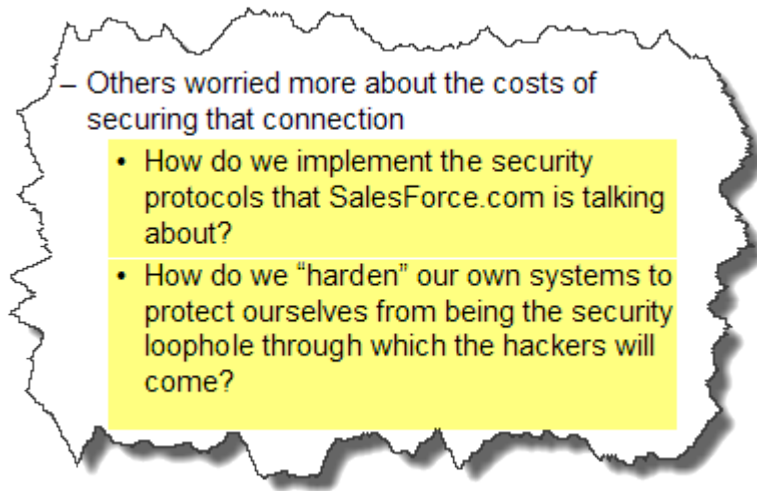 – Others worried more about the costs of
securing that connection
• How do we implement the security
protocols that SalesForce.com is talking
about?
• How do we “harden” our own systems to
protect ourselves from being the security
loophole through which the hackers will
come?